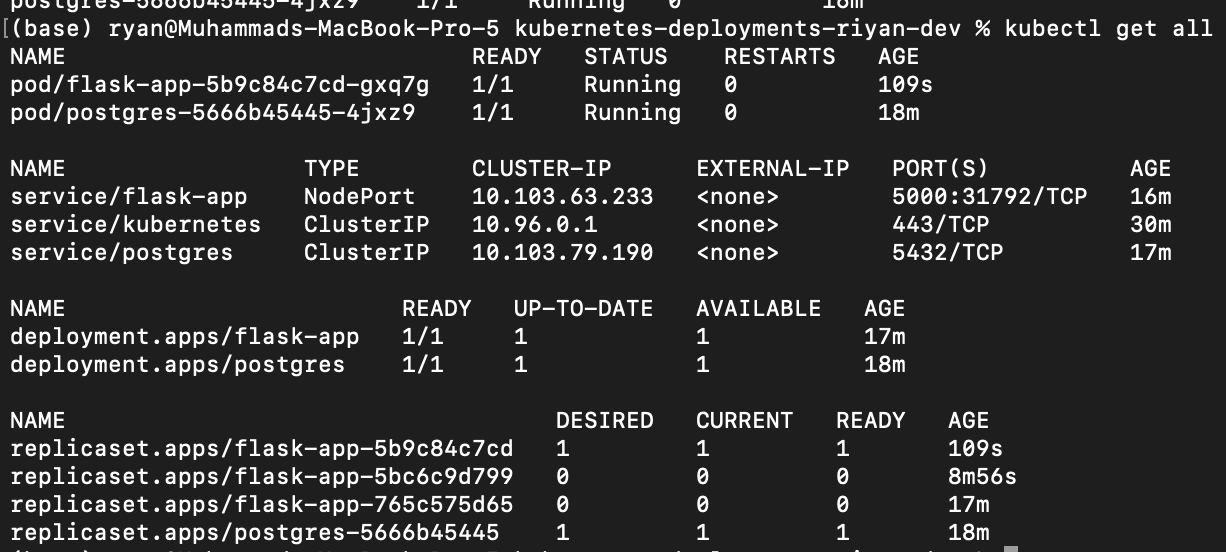 postgres-5666b45445-4jxz9 1/1 Running 0 16m
(base) ryan@Muhammads-MacBook-Pro-5 kubernetes-deployments-riyan-dev % kubectl get all
NAME READY STATUS RESTARTS AGE
pod/flask-app-5b9c84c7cd-gxq7g 1/1 Running 0 109s
pod/postgres-5666b45445-4jxz9 1/1 Running 0 18m
NAME TYPE CLUSTER-IP EXTERNAL-IP PORT(S) AGE
service/flask-app NodePort 10.103.63.233 <none> 5000:31792/TCP 16m
service/kubernetes ClusterIP 10.96.0.1 <none> 443/TCP 30m
service/postgres ClusterIP 10.103.79.190 <none> 5432/TCP 17m
NAME READY UP-TO-DATE AVAILABLE AGE
deployment.apps/flask-app 1/1 1 1 17m
deployment.apps/postgres 1/1 1 1 18m
NAME DESIRED CURRENT READY AGE
replicaset.apps/flask-app-5b9c84c7cd 1 1 1 109s
replicaset.apps/flask-app-5bc6c9d799 0 0 0 8m56s
replicaset.apps/flask-app-765c575d65 0 0 0 17m
replicaset.apps/postgres-5666b45445 1 1 1 18m